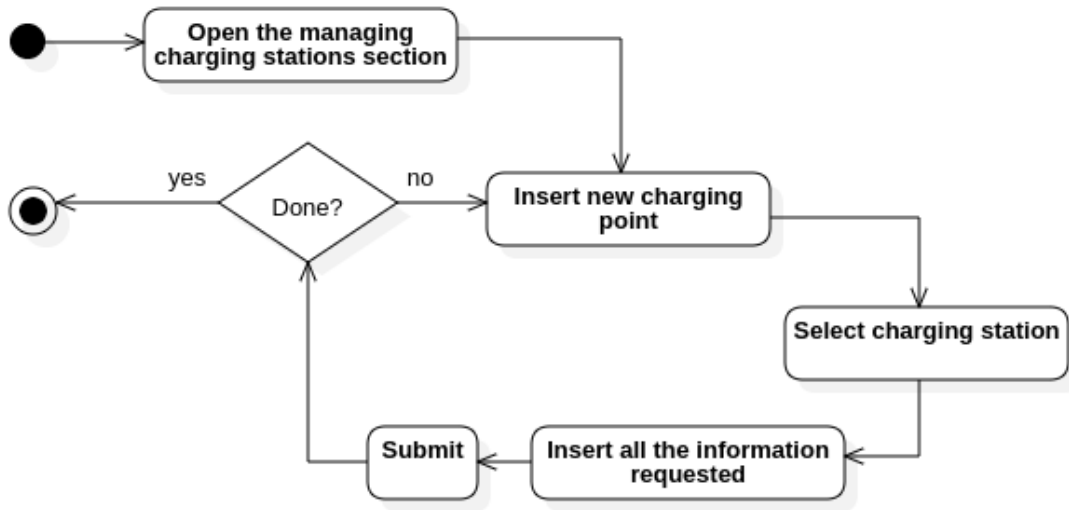 Open the managing
charging stations section
yes
Done?
no
Insert new charging
point
Select charging station
Submit
Insert all the information
requested